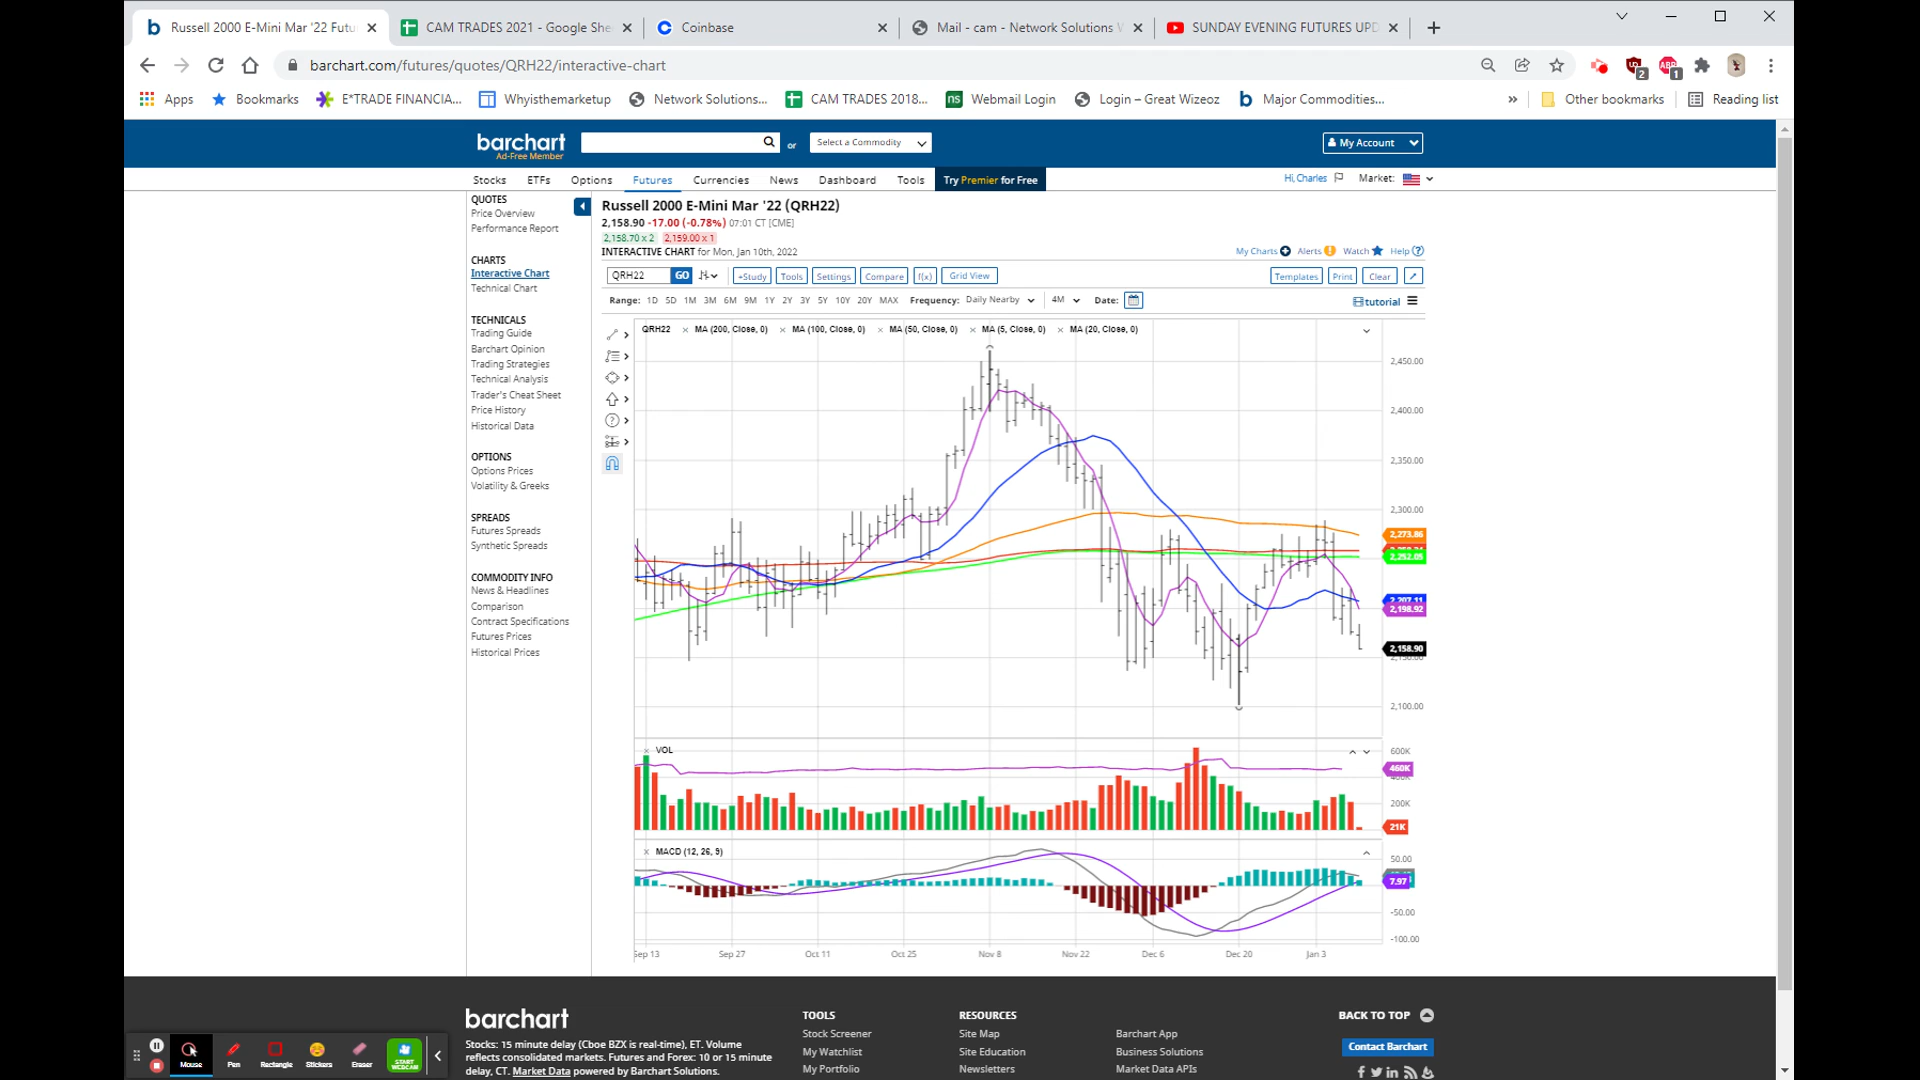 Russell 2000 E-Mini Mar '22 Futu
CAM TRADES 2021 - Google She
Coinbase
Mail - cam - Network Solutions W
SUNDAY EVENING FUTURES UPD
barchart.com/futures/quotes/QRH22/interactive-chart
2
1
Apps
Bookmarks
E*TRADE FINANCIA...
Whyisthemarketup
Network Solutions...
CAM TRADES 2018...
Webmail Login
Login – Great Wizeoz
Major Commodities...
»
Other bookmarks
Reading list
barchart
Ad-Free Member
or
Select a Commodity
My Account
Stocks
ETFs
Options
Futures
Currencies
News
Dashboard
Tools
Try Premier for Free
Hi, Charles
Market:
QUOTES
Price Overview
Performance Report
CHARTS
Interactive Chart
Technical Chart
TECHNICALS
Trading Guide
Barchart Opinion
Trading Strategies
Technical Analysis
Trader's Cheat Sheet
Price History
Historical Data
OPTIONS
Options Prices
Volatility & Greeks
SPREADS
Futures Spreads
Synthetic Spreads
COMMODITY INFO
News & Headlines
Comparison
Contract Specifications
Futures Prices
Historical Prices
Russell 2000 E-Mini Mar '22 (QRH22)
2,158.90 -17.00 (-0.78%) 07:01 CT [CME]
2,158.70 x 2 2,159.00 x 1
INTERACTIVE CHART for Mon, Jan 10th, 2022
My Charts
Alerts
Watch
Help
QRH22
GO
+Study
Tools
Settings
Compare
f(x)
Grid View
Templates
Print
Clear
Range: 1D 5D 1M 3M 6M 9M 1Y 2Y 3Y 5Y 10Y 20Y MAX Frequency: Daily Nearby 4M Date:
tutorial
QRH22 × MA (200, Close, 0) × MA (100, Close, 0) × MA (50, Close, 0) × MA (5, Close, 0) × MA (20, Close, 0)
2,450.00
2,400.00
2,350.00
2,300.00
2,273.86
2,252.05
2,207.11
2,198.92
2,158.90
2,150.00
2,100.00
× VOL
600K
460K
400K
200K
21K
× MACD (12, 26, 9)
50.00
7.97
-50.00
-100.00
Sep 13
Sep 27
Oct 11
Oct 25
Nov 8
Nov 22
Dec 6
Dec 20
Jan 3
barchart
Stocks: 15 minute delay (Cboe BZX is real-time), ET. Volume
reflects consolidated markets. Futures and Forex: 10 or 15 minute
delay, CT. Market Data powered by Barchart Solutions.
TOOLS
Stock Screener
My Watchlist
My Portfolio
RESOURCES
Site Map
Site Education
Newsletters
Barchart App
Business Solutions
Market Data APIs
BACK TO TOP
Contact Barchart
Mouse
Pen
Rectangle
Stickers
Eraser
START
WEBCAM